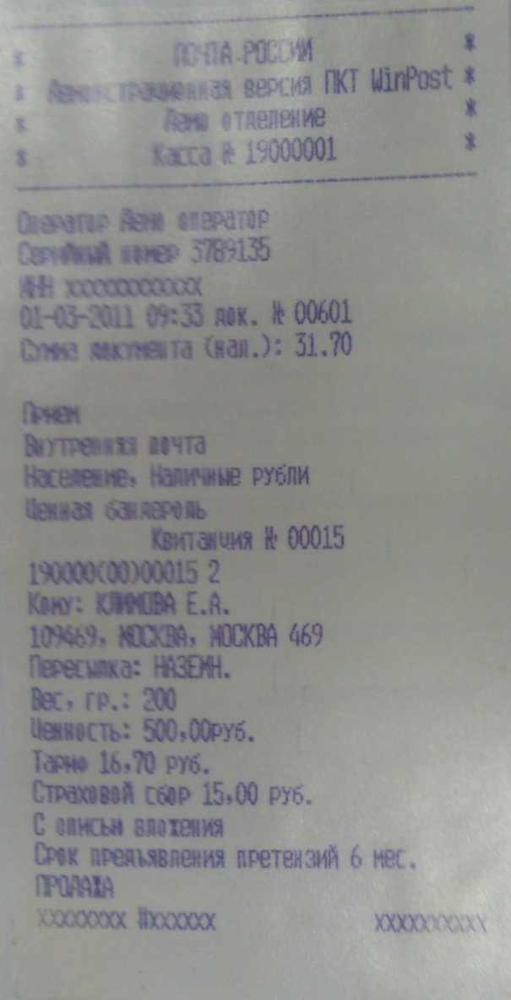 * ПОЧТА РОССИИ *
* Демонстрационная версия ПКТ WinPost *
* Демо отделение *
* Касса № 19000001 *
Оператор Демо оператор
Серийный номер 3789135
ИНН xxxxxxxxxxxx
01-03-2011 09:33 док. № 00601
Сумма документа (нал.): 31.70
Прием
Внутренняя почта
Население, Наличные рубли
Ценная бандероль
Квитанция № 00015
190000(00)00015 2
Кому: КЛИМОВА Е.А.
109469, МОСКВА, МОСКВА 469
Пересылка: НАЗЕМН.
Вес, гр.: 200
Ценность: 500,00руб.
Тариф 16,70 руб.
Страховой сбор 15,00 руб.
С описью вложения
Срок предъявления претензий 6 мес.
ПРОДАЖА
xxxxxxxx #xxxxxx xxxxxxxxxx